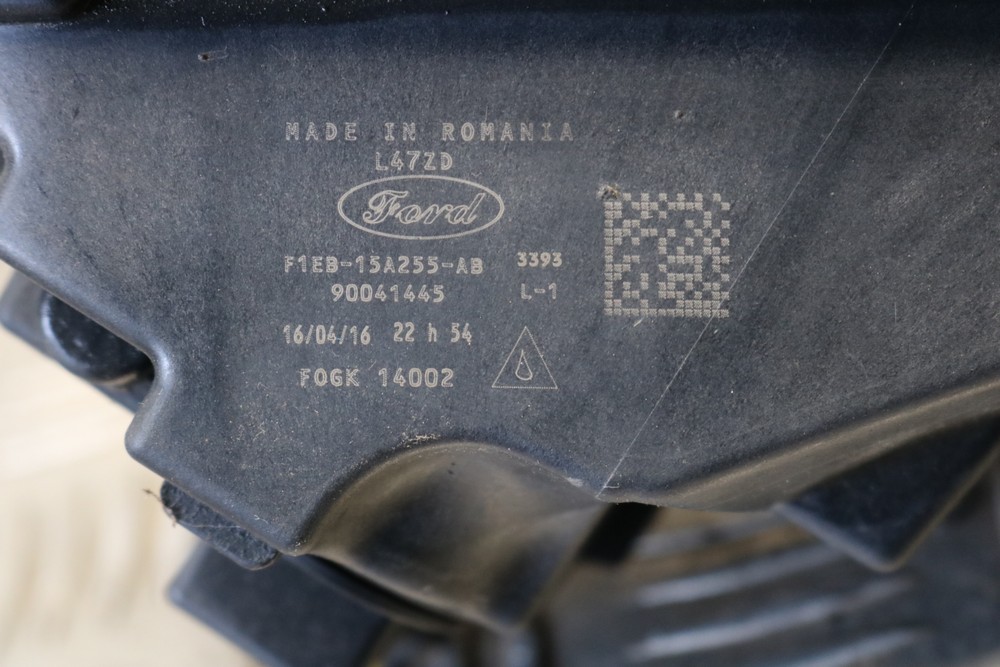 MADE IN ROMANIA
L47ZD
Ford
F1EB-15A255-AB 3393
90041445 L-1
16/04/16 22 h 54
FOGK 14002